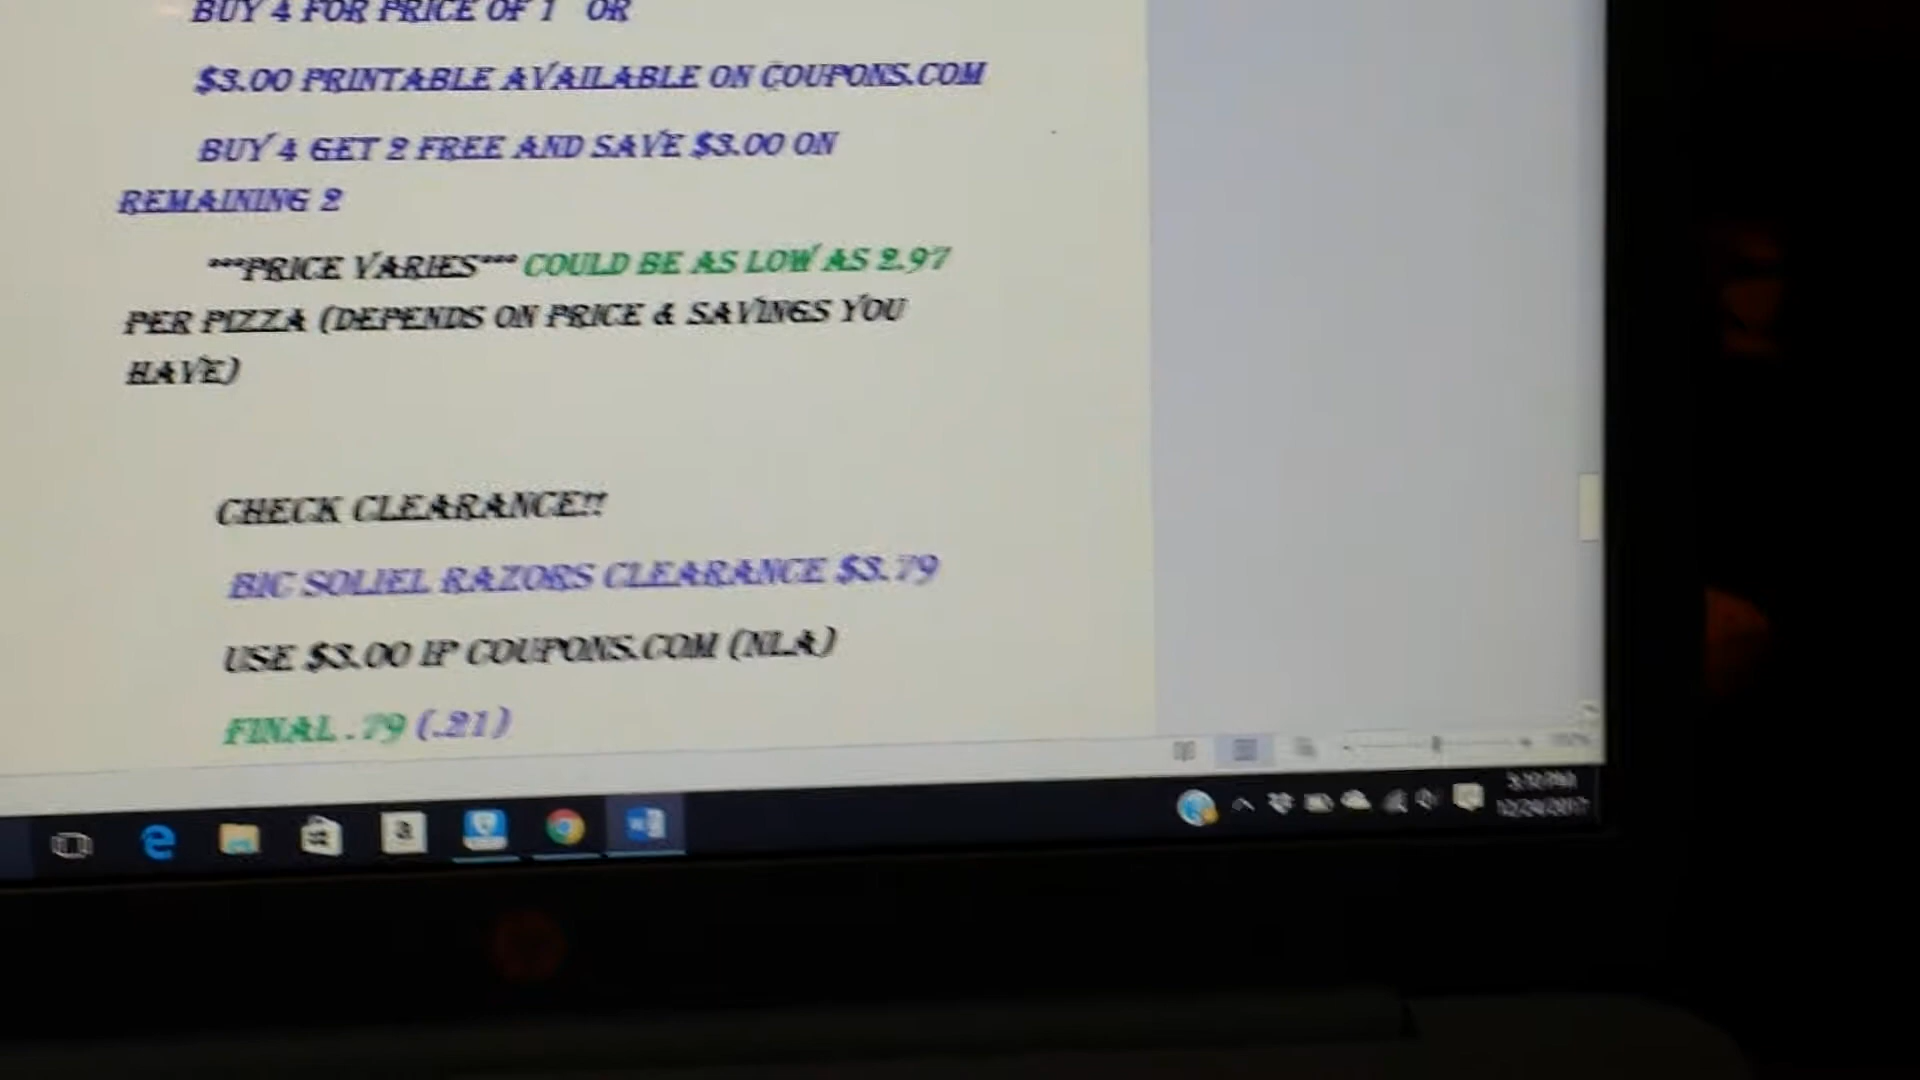 BUY 4 FOR PRICE OF 1 OR
$3.00 PRINTABLE AVAILABLE ON COUPONS.COM
BUY 4 GET 2 FREE AND SAVE $3.00 ON
REMAINING 2
***PRICE VARIES*** COULD BE AS LOW AS 2.97
PER PIZZA (DEPENDS ON PRICE & SAVINGS YOU
HAVE)
CHECK CLEARANCE!!
BIC SOLIEL RAZORS CLEARANCE $3.79
USE $3.00 IP COUPONS.COM (NLA)
FINAL .79 (.21)
12/24/2017